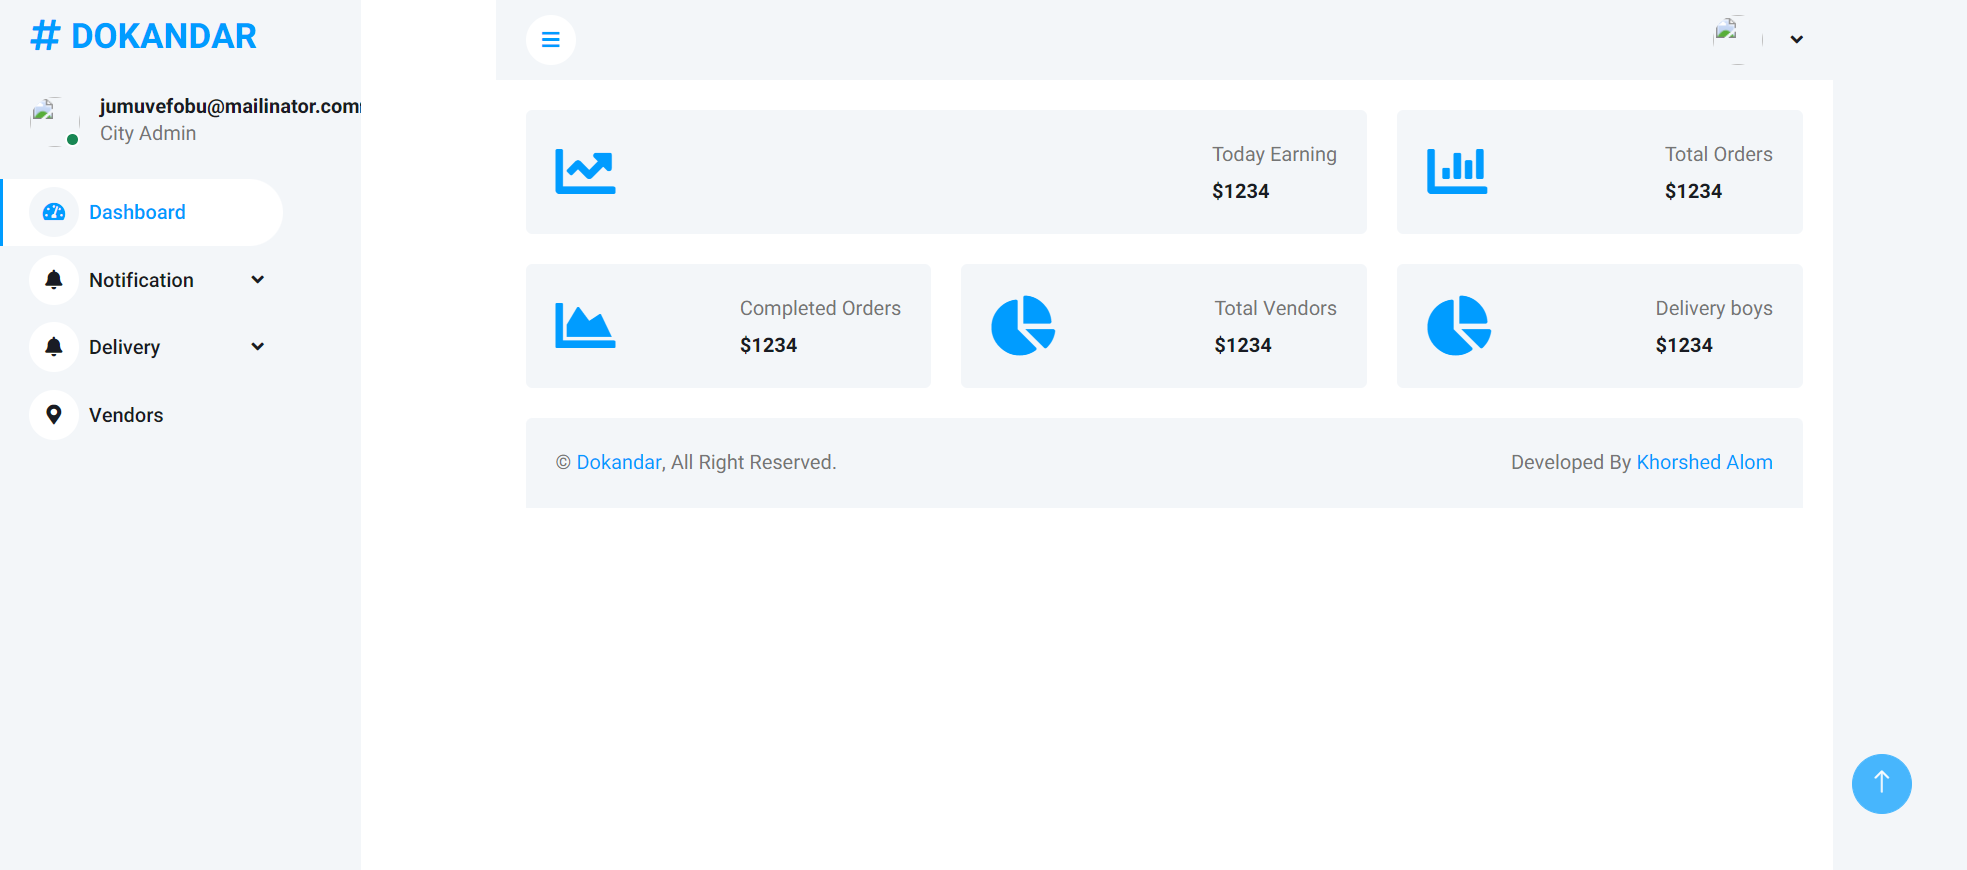 # DOKANDAR
jumuvefobu@mailinator.com
City Admin
Dashboard
Notification
Delivery
Vendors
Today Earning
$1234
Total Orders
$1234
Completed Orders
$1234
Total Vendors
$1234
Delivery boys
$1234
© Dokandar, All Right Reserved.
Developed By Khorshed Alom